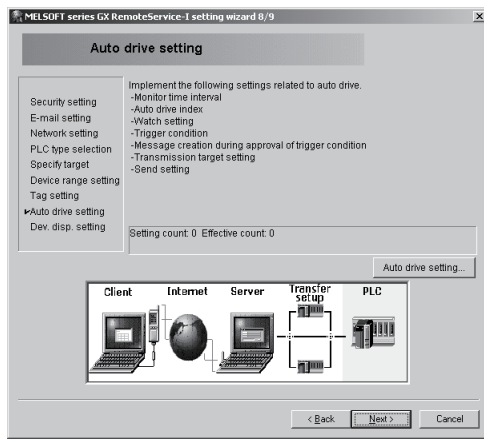 MELSOFT series GX RemoteService-I setting wizard 8/9
Auto drive setting
Security setting
E-mail setting
Network setting
PLC type selection
Specify target
Device range setting
Tag setting
Auto drive setting
Dev. disp. setting
Implement the following settings related to auto drive.
-Monitor time interval
-Auto drive index
-Watch setting
-Trigger condition
-Message creation during approval of trigger condition
-Transmission target setting
-Send setting
Setting count: 0 Effective count: 0
Auto drive setting...
Client Internet Server Transfer setup PLC
< Back Next > Cancel